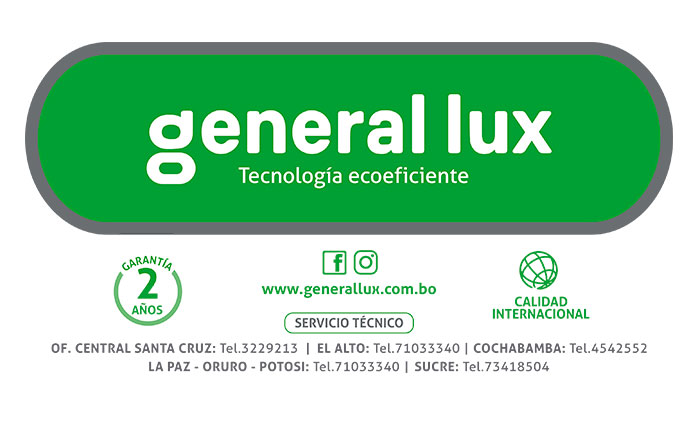 general lux
Tecnología ecoeficiente
GARANTÍA
2
AÑOS
www.generallux.com.bo
SERVICIO TÉCNICO
CALIDAD
INTERNACIONAL
OF. CENTRAL SANTA CRUZ: Tel.3229213 | EL ALTO: Tel.71033340 | COCHABAMBA: Tel.4542552
LA PAZ - ORURO - POTOSI: Tel.71033340 | SUCRE: Tel.73418504